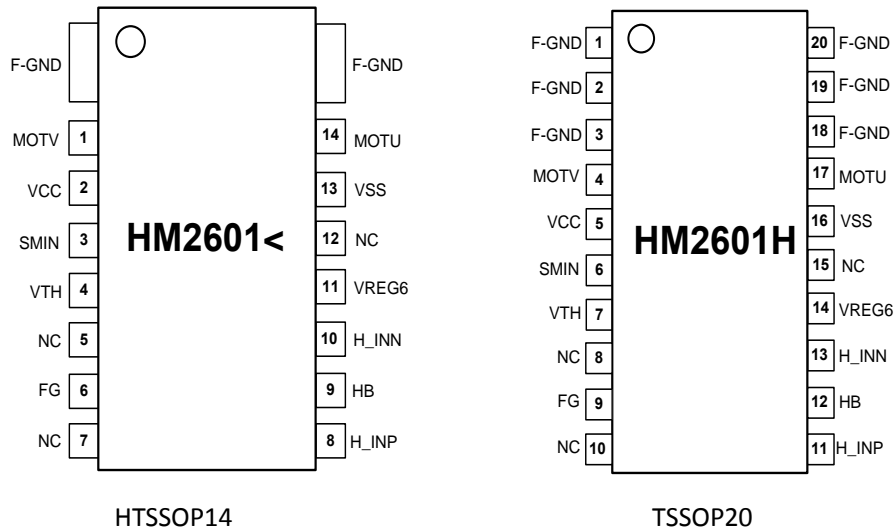 F-GND
F-GND
MOTV 1
14 MOTU
VCC 2
13 VSS
SMIN 3
12 NC
HM2601<
VTH 4
11 VREG6
NC 5
10 H_INN
FG 6
9 HB
NC 7
8 H_INP
HTSSOP14
F-GND 1
20 F-GND
F-GND 2
19 F-GND
F-GND 3
18 F-GND
MOTV 4
17 MOTU
VCC 5
16 VSS
HM2601H
SMIN 6
15 NC
VTH 7
14 VREG6
NC 8
13 H_INN
FG 9
12 HB
NC 10
11 H_INP
TSSOP20